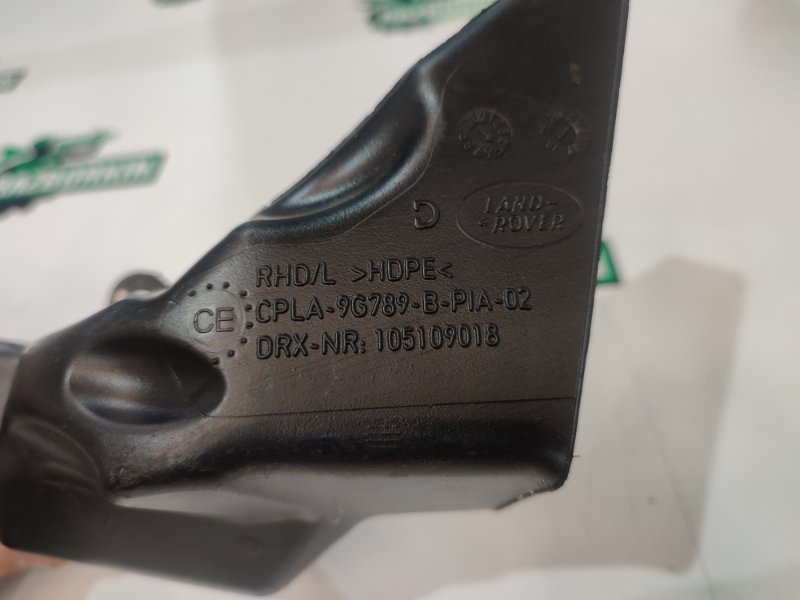 LAND-
-ROVER
G
RHD/L >HDPE<
CE
CPLA-9G789-B-PIA-02
DRX-NR: 105109018